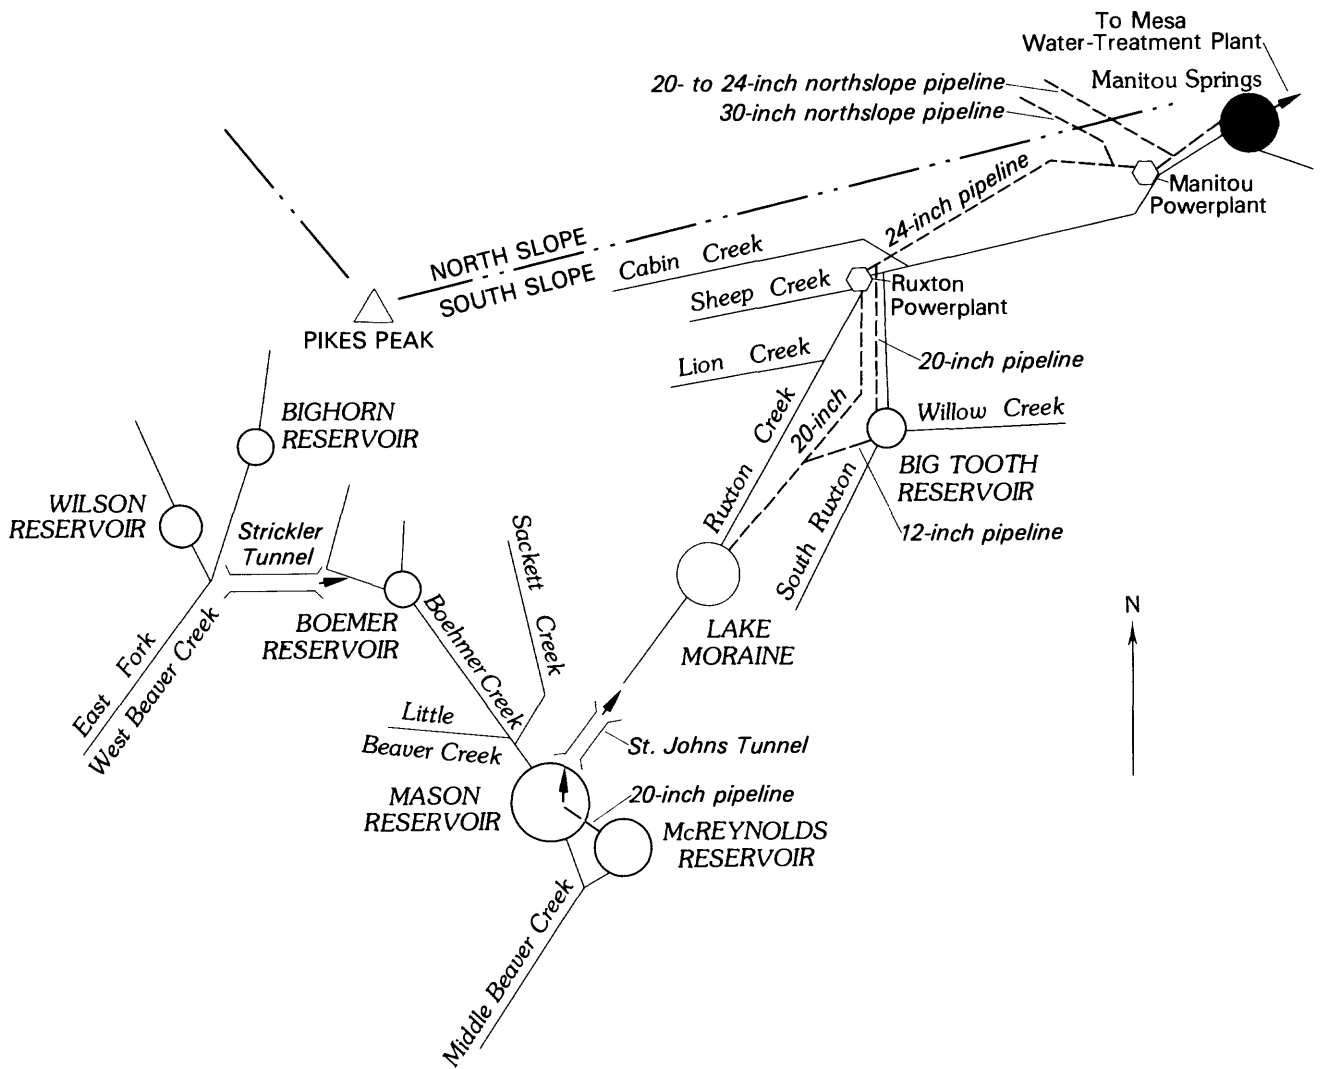 To Mesa
Water-Treatment Plant
Manitou Springs
20- to 24-inch northslope pipeline
30-inch northslope pipeline
24-inch pipeline
Manitou
Powerplant
NORTH SLOPE
SOUTH SLOPE
Cabin Creek
Sheep Creek
Ruxton
Powerplant
PIKES PEAK
Lion Creek
20-inch pipeline
BIGHORN
RESERVOIR
Ruxton Creek
20-inch
Willow Creek
BIG TOOTH
RESERVOIR
12-inch pipeline
South Ruxton
WILSON
RESERVOIR
Strickler
Tunnel
Sackett Creek
BOEMER
RESERVOIR
Boehmer Creek
LAKE
MORAINE
N
East Fork
West Beaver Creek
Little
Beaver Creek
St. Johns Tunnel
MASON
RESERVOIR
20-inch pipeline
McREYNOLDS
RESERVOIR
Middle Beaver Creek